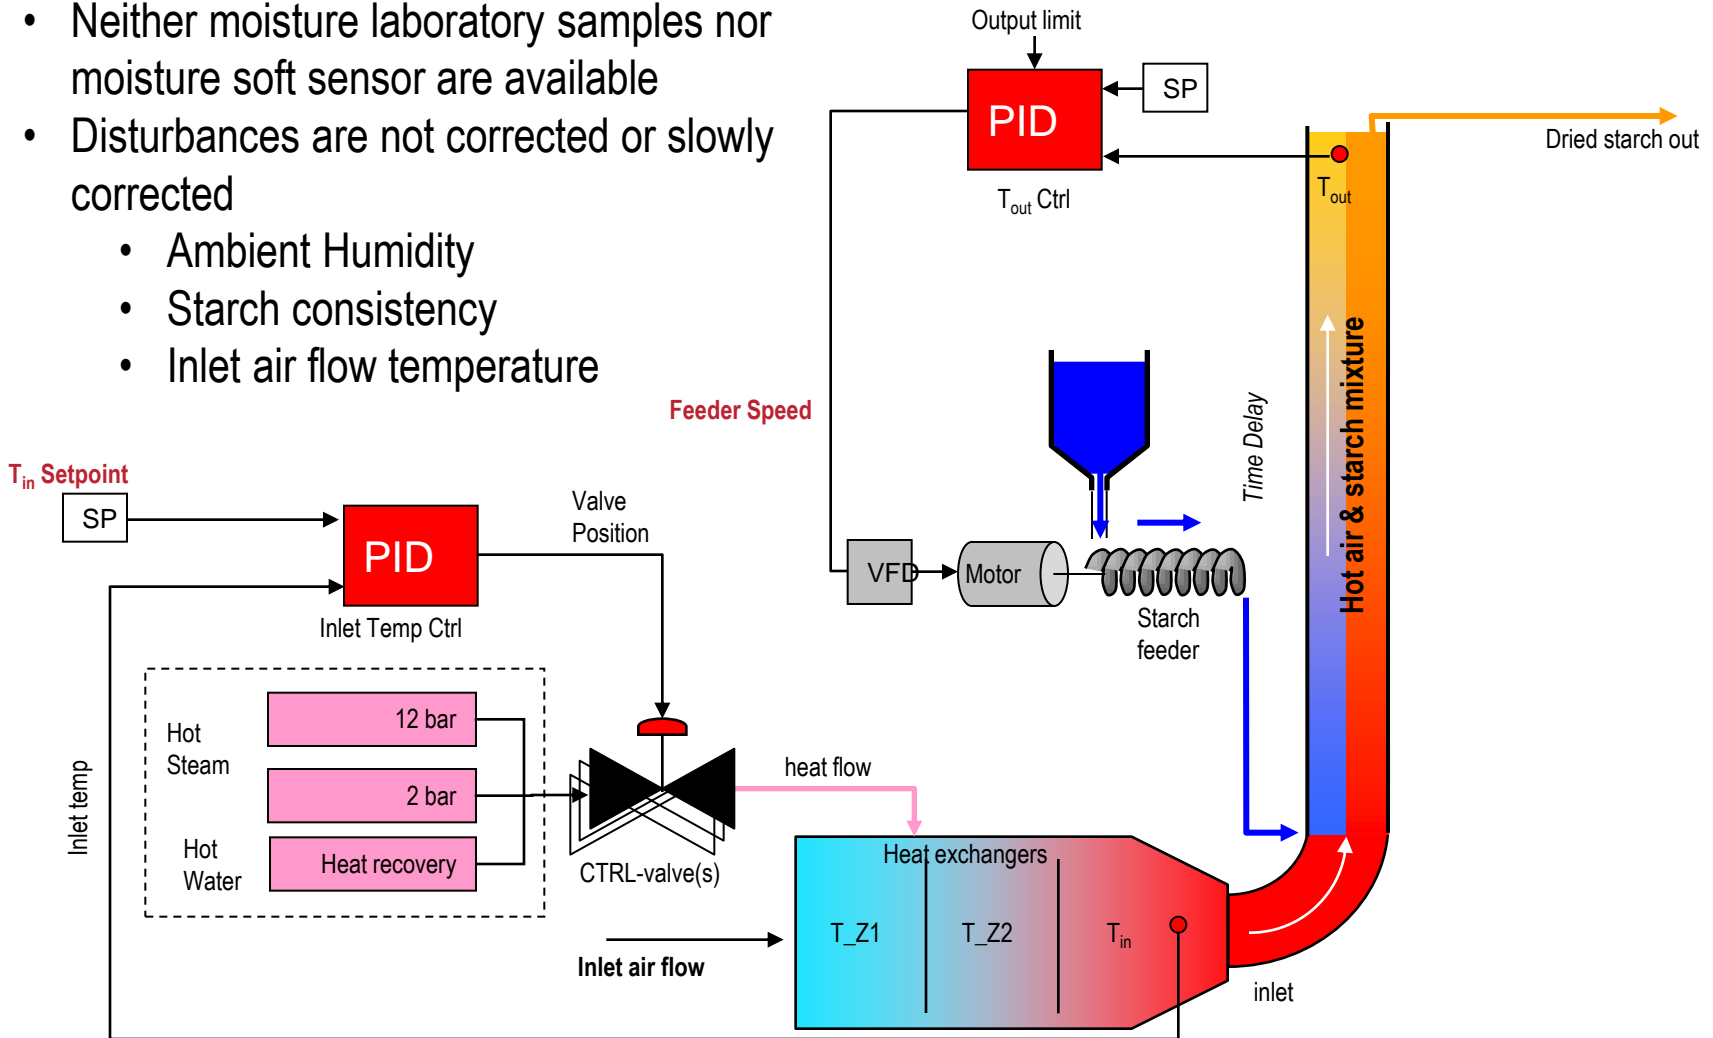 • Neither moisture laboratory samples nor
moisture soft sensor are available
• Disturbances are not corrected or slowly
corrected
• Ambient Humidity
• Starch consistency
• Inlet air flow temperature
Output limit
PID
SP
T_out Ctrl
Dried starch out
T_out
Feeder Speed
Time Delay
Hot air & starch mixture
T_in Setpoint
SP
PID
Valve
Position
Inlet Temp Ctrl
VFD
Motor
Starch
feeder
Hot
Steam
12 bar
2 bar
Hot
Water
Heat recovery
Inlet temp
CTRL-valve(s)
heat flow
Heat exchangers
T_Z1
T_Z2
T_in
Inlet air flow
inlet